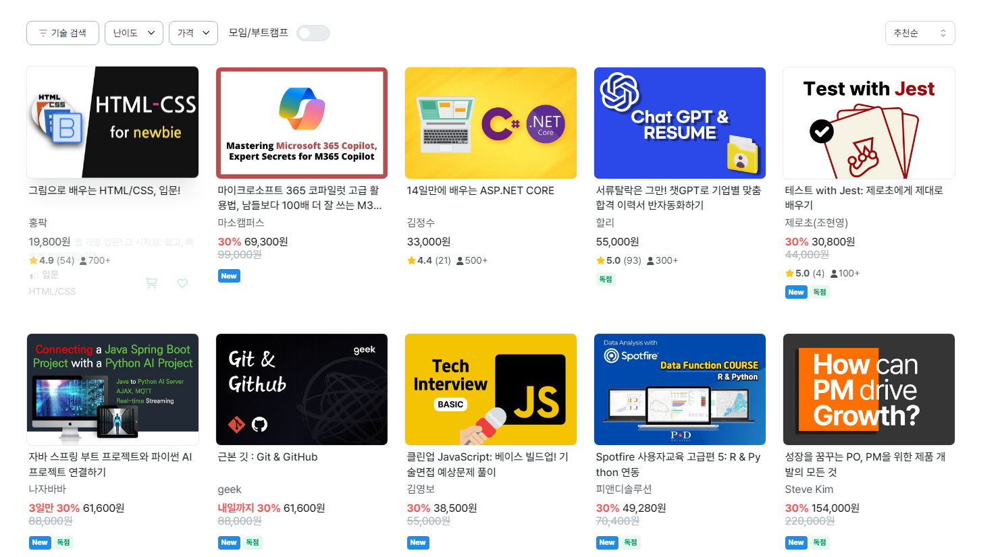 기술 검색
난이도
가격
모임/부트캠프
추천순
HTML
CSS
B
HTML-CSS
for newbie
그림으로 배우는 HTML/CSS, 입문!
홍팍
19,800원
웹 개발 입문! 그 시작점. 쉽고, 빠
4.9 (54) 700+
입문
HTML/CSS
Mastering Microsoft 365 Copilot,
Expert Secrets for M365 Copilot
마이크로소프트 365 코파일럿 고급 활
용법, 남들보다 100배 더 잘 쓰는 M3...
마소캠퍼스
30% 69,300원
99,000원
New
C# .NET
Core
14일만에 배우는 ASP.NET CORE
김정수
33,000원
4.4 (21) 500+
Chat GPT &
RESUME
서류탈락은 그만! 챗GPT로 기업별 맞춤
합격 이력서 반자동화하기
할리
55,000원
5.0 (93) 300+
독점
Test with Jest
테스트 with Jest: 제로초에게 제대로
배우기
제로초(조현영)
30% 30,800원
44,000원
5.0 (4) 100+
New 독점
Connecting a Java Spring Boot
Project with a Python AI Project
Java to Python AI Server
AJAX, MQTT
Real-time Streaming
자바 스프링 부트 프로젝트와 파이썬 AI
프로젝트 연결하기
나자바바
3일만 30% 61,600원
88,000원
New 독점
geek
Git &
Github
근본 깃 : Git & GitHub
geek
내일까지 30% 61,600원
88,000원
New 독점
Tech
Interview
BASIC
JS
클린업 JavaScript: 베이스 빌드업! 기
술면접 예상문제 풀이
김영보
30% 38,500원
55,000원
New
Data Analysis with
Spotfire
Data Function COURSE
R & Python
P&D
Spotfire 사용자교육 고급편 5: R & Py
thon 연동
피앤디솔루션
30% 49,280원
70,400원
New 독점
How can
PM drive
Growth?
성장을 꿈꾸는 PO, PM을 위한 제품 개
발의 모든 것
Steve Kim
30% 154,000원
220,000원
New 독점